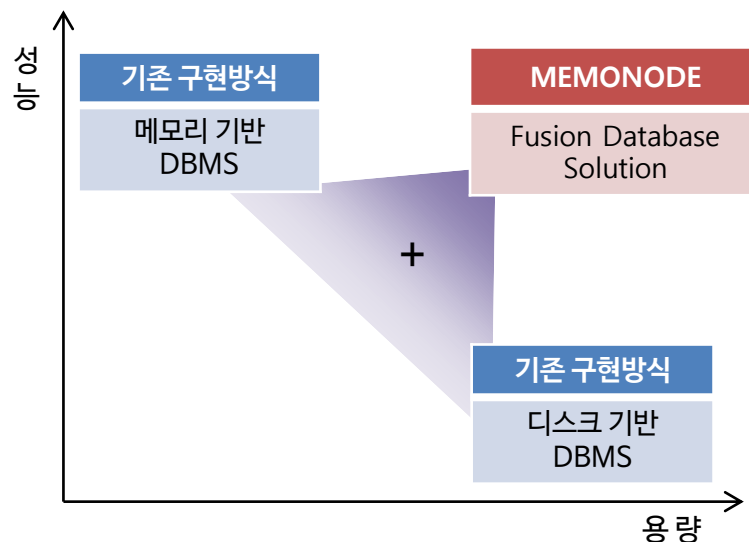 성능
기존 구현방식
메모리 기반
DBMS
MEMONODE
Fusion Database
Solution
+
기존 구현방식
디스크 기반
DBMS
용량